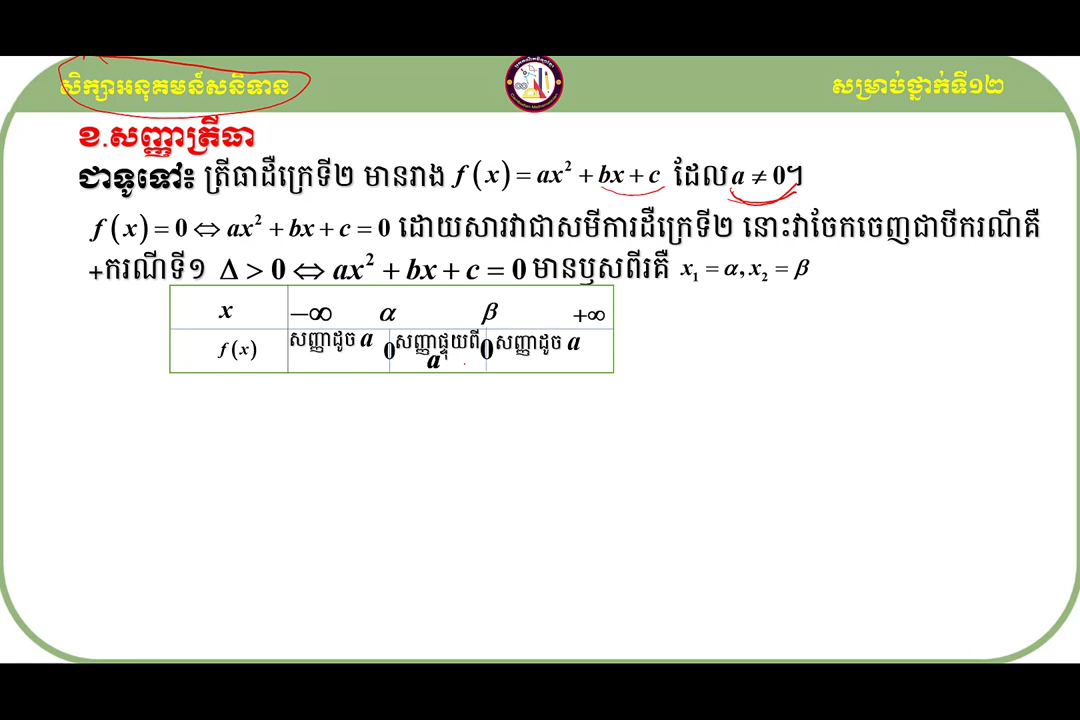 សិក្សាអនុគមន៍សនិទាន
សម្រាប់ថ្នាក់ទី១២
ខ.សញ្ញាត្រីធា
ជាទូទៅ៖ ត្រីធាដឺក្រេទី២ មានរាង f(x) = ax² + bx + c ដែល a ≠ 0។
f(x) = 0 ⇔ ax² + bx + c = 0 ដោយសារវាជាសមីការដឺក្រេទី២ នោះវាចែកចេញជាបីករណីគឺ
+ករណីទី១ Δ > 0 ⇔ ax² + bx + c = 0 មានឫសពីរគឺ x₁ = α, x₂ = β
x −∞ α β +∞
f(x) សញ្ញាដូច a 0 សញ្ញាផ្ទុយពី a 0 សញ្ញាដូច a